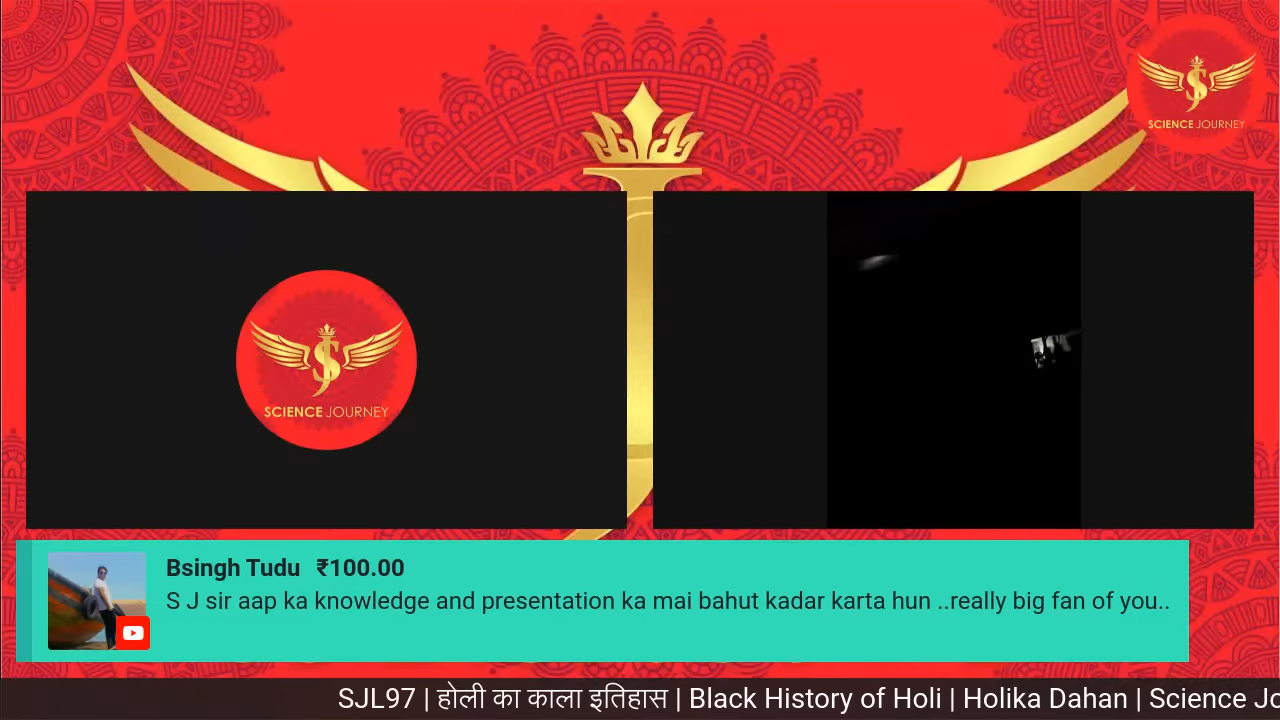 SCIENCE JOURNEY
SCIENCE JOURNEY
Bsingh Tudu ₹100.00
S J sir aap ka knowledge and presentation ka mai bahut kadar karta hun ..really big fan of you..
SJL97 | होली का काला इतिहास | Black History of Holi | Holika Dahan | Science Jo